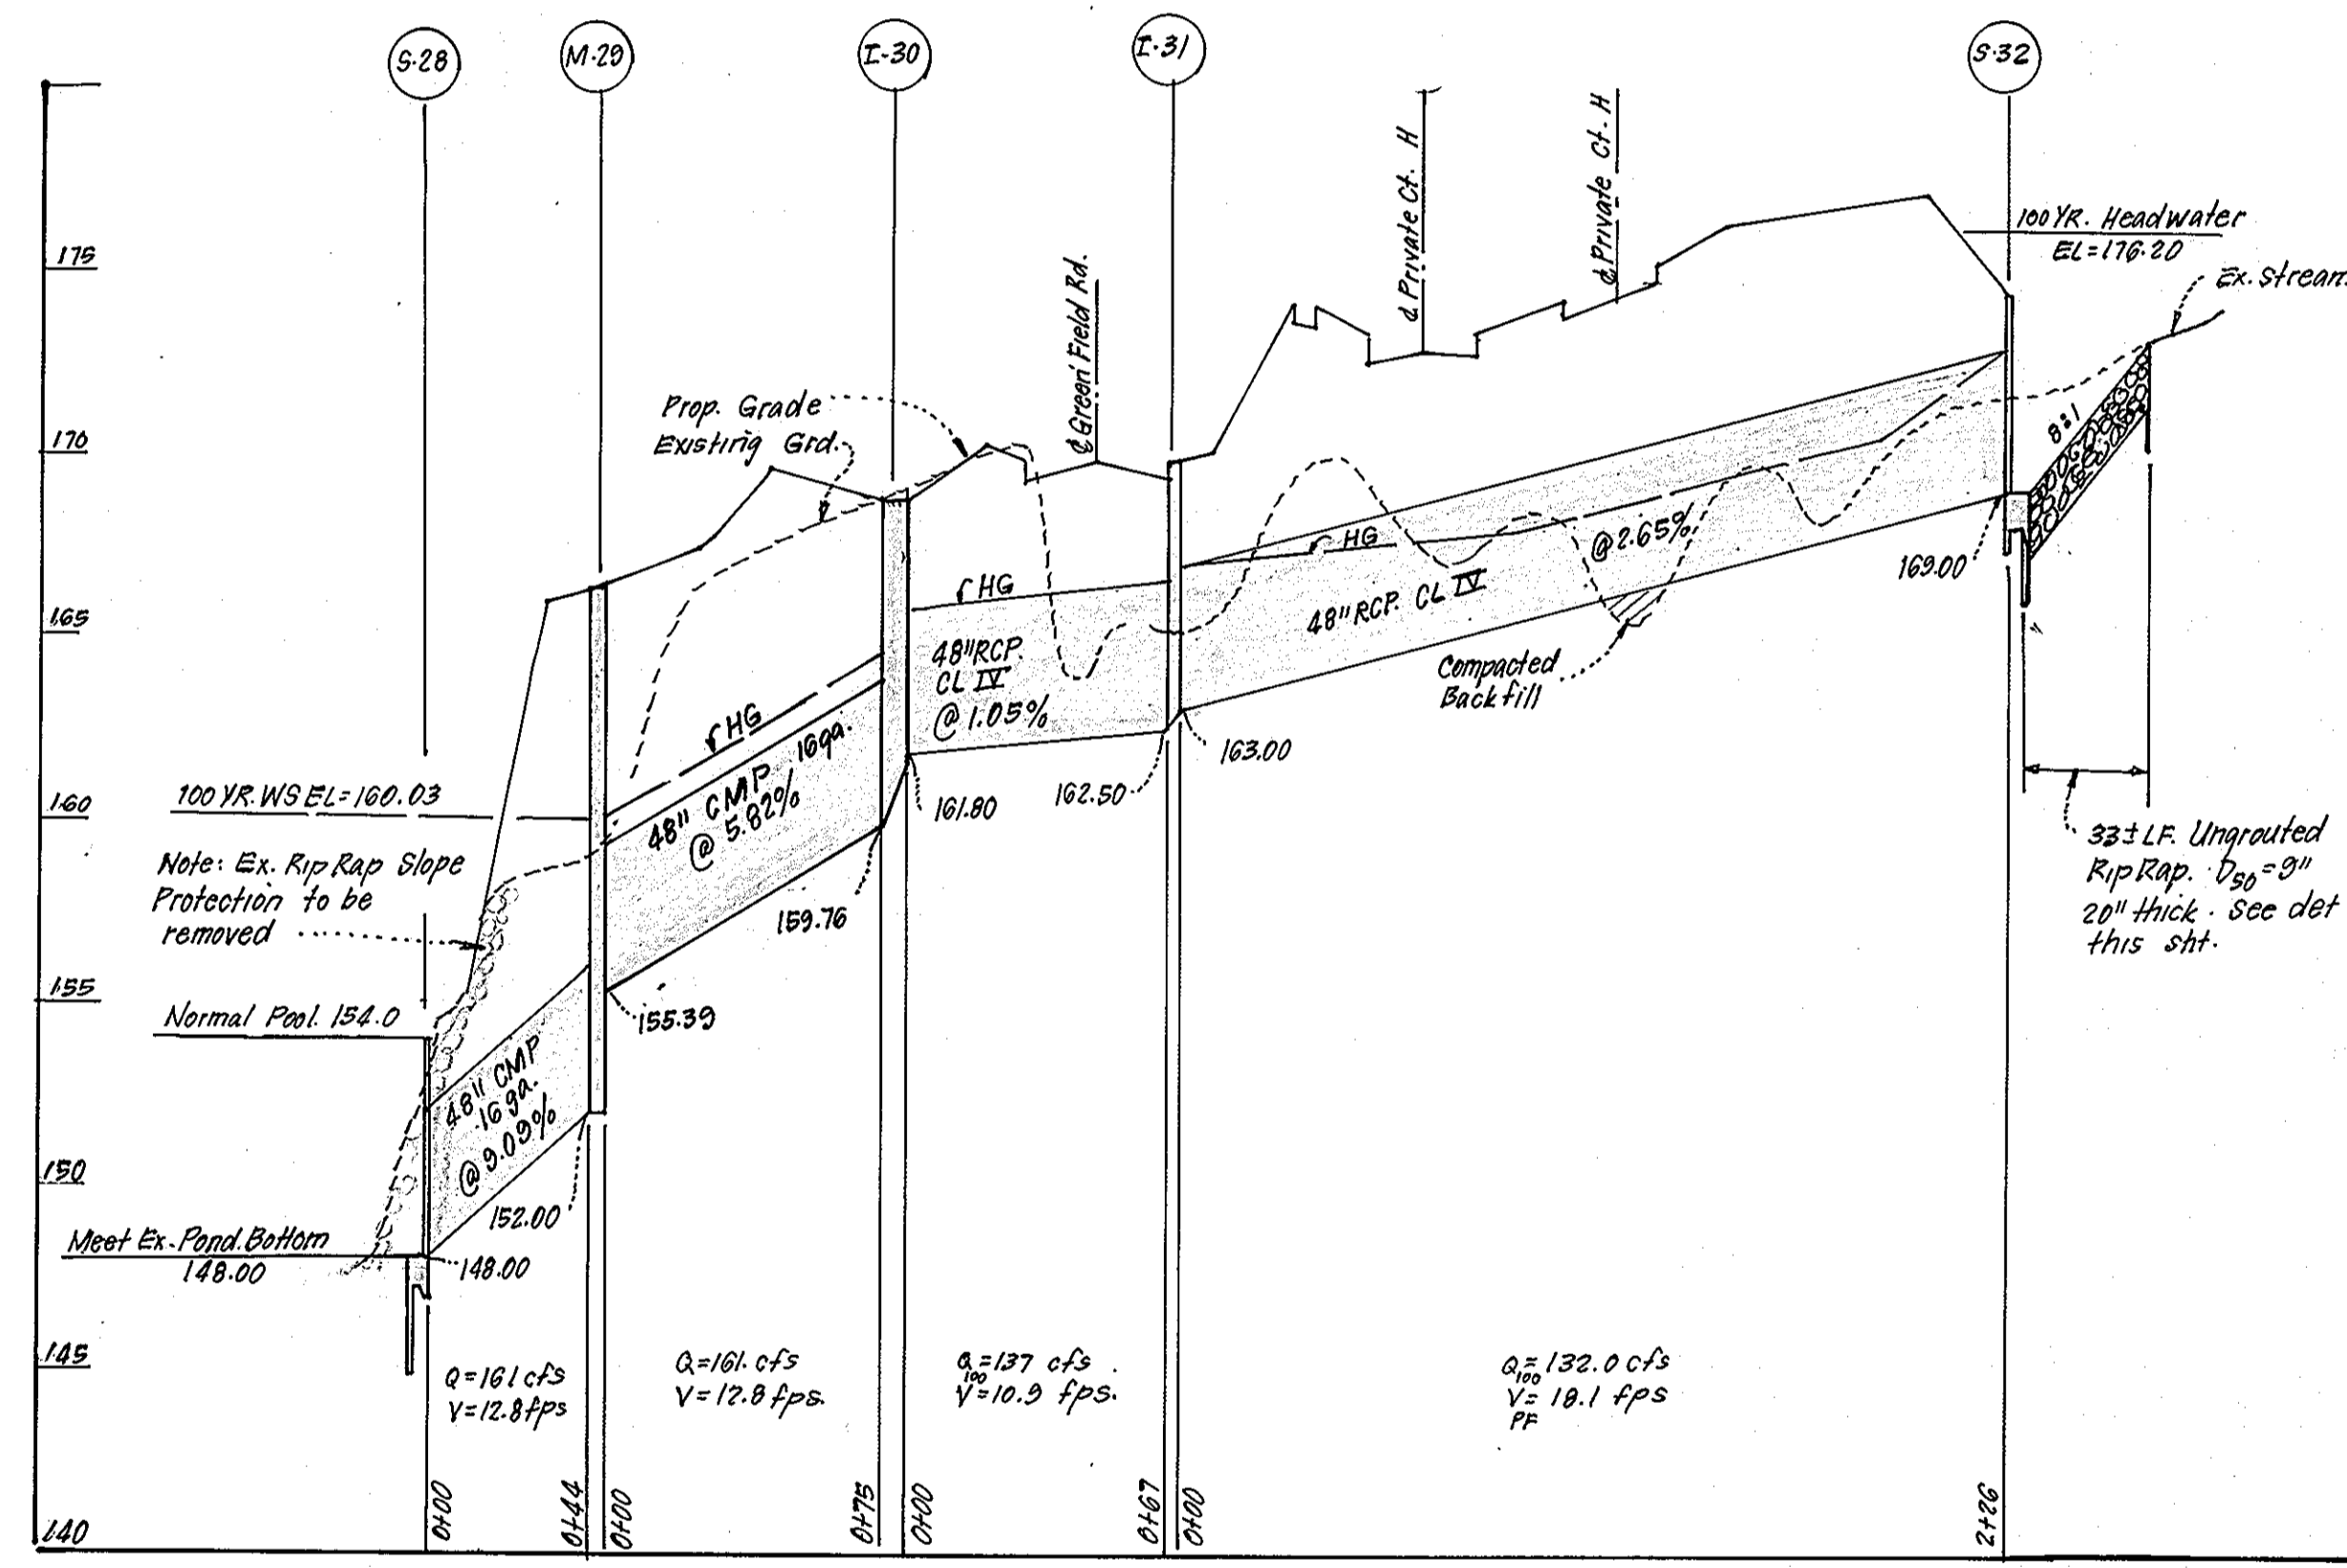 S-28
M-29
I-30
I-31
S-32
175
170
165
160
155
150
145
140
100 YR. Headwater
EL=176.20
Ex. Stream
8:1
℄ Private Ct. H
℄ Private Ct. H
℄ Green Field Rd.
Prop. Grade
Existing Grd.
HG
HG
HG
48" RCP. CL IV
@ 2.65%
169.00
Compacted
Backfill
48" RCP.
CL IV
@ 1.05%
163.00
162.50
161.80
48" CMP 16ga.
@ 5.82%
159.76
155.39
100 YR. WS EL=160.03
Note: Ex. Rip Rap Slope
Protection to be
removed
Normal Pool 154.0
48" CMP
16 ga.
@ 9.09%
152.00
Meet Ex. Pond Bottom
148.00
148.00
33± LF. Ungrouted
Rip Rap. D50=9"
20" thick. See det
this sht.
Q=161 cfs
V=12.8 fps
Q=161. cfs
V=12.8 fps.
Q100=137 cfs
V=10.9 fps.
Q100=132.0 cfs
VPF=18.1 fps
0+00
0+44
0+00
0+75
0+00
0+67
0+00
2+26